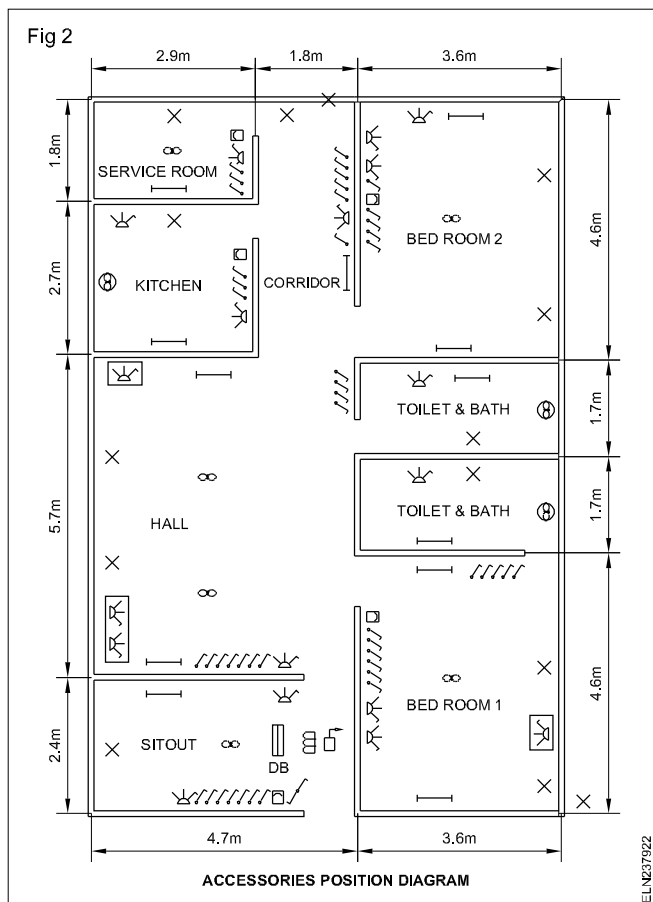 Fig 2
2.9m
1.8m
3.6m
1.8m
SERVICE ROOM
2.7m
KITCHEN
CORRIDOR
BED ROOM 2
4.6m
TOILET & BATH
1.7m
5.7m
HALL
TOILET & BATH
1.7m
BED ROOM 1
4.6m
2.4m
SITOUT
DB
4.7m
3.6m
ACCESSORIES POSITION DIAGRAM
ELN237922